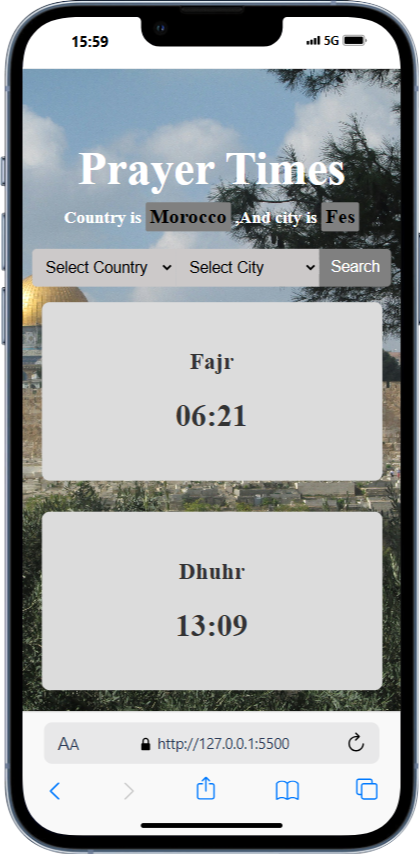 15:59 5G
Prayer Times
Country is Morocco ,And city is Fes
Select Country Select City Search
Fajr
06:21
Dhuhr
13:09
AA http://127.0.0.1:5500